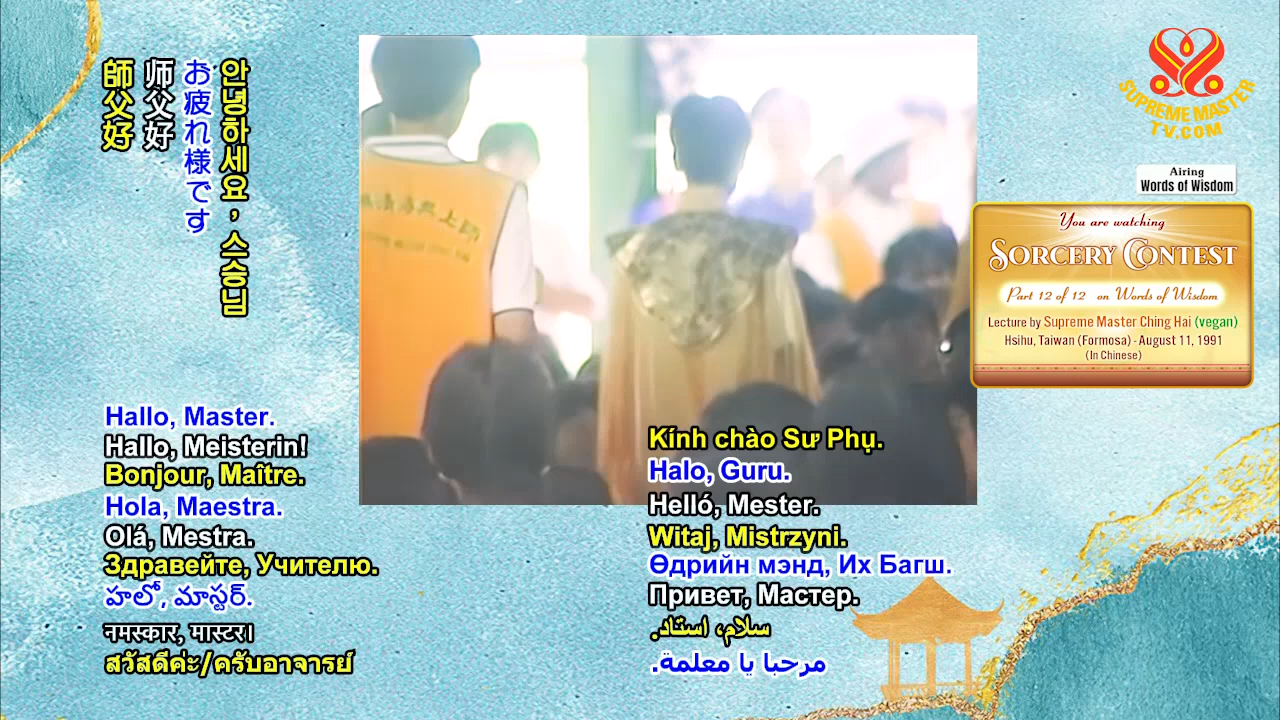 師父好
师父好
お疲れ様です
안녕하세요, 스승님
SUPREME MASTER
TV.COM
Airing
Words of Wisdom
You are watching
SORCERY CONTEST
Part 12 of 12 on Words of Wisdom
Lecture by Supreme Master Ching Hai (vegan)
Hsihu, Taiwan (Formosa) - August 11, 1991
(In Chinese)
Hallo, Master.
Hallo, Meisterin!
Bonjour, Maître.
Hola, Maestra.
Olá, Mestra.
Здравейте, Учителю.
హలో, మాస్టర్.
नमस्कार, मास्टर।
สวัสดีค่ะ/ครับอาจารย์
Kính chào Sư Phụ.
Halo, Guru.
Helló, Mester.
Witaj, Mistrzyni.
Өдрийн мэнд, Их Багш.
Привет, Мастер.
سلام، استاد.
مرحبا يا معلمة.